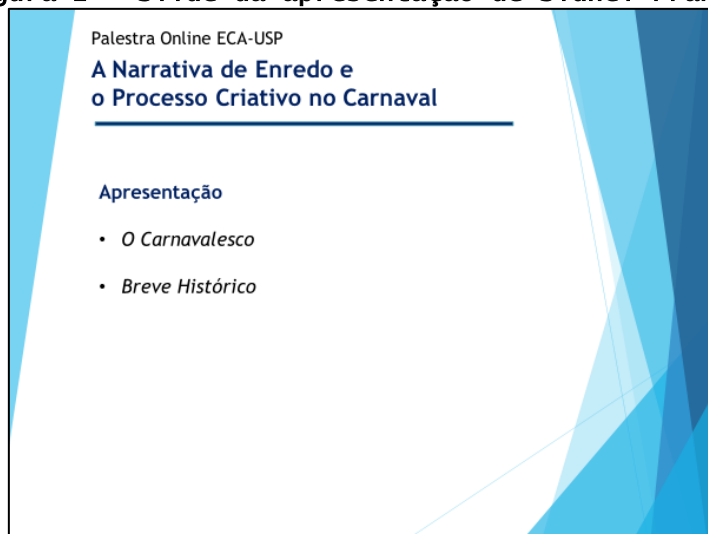 Palestra Online ECA-USP
A Narrativa de Enredo e
o Processo Criativo no Carnaval
Apresentação
• O Carnavalesco
• Breve Histórico